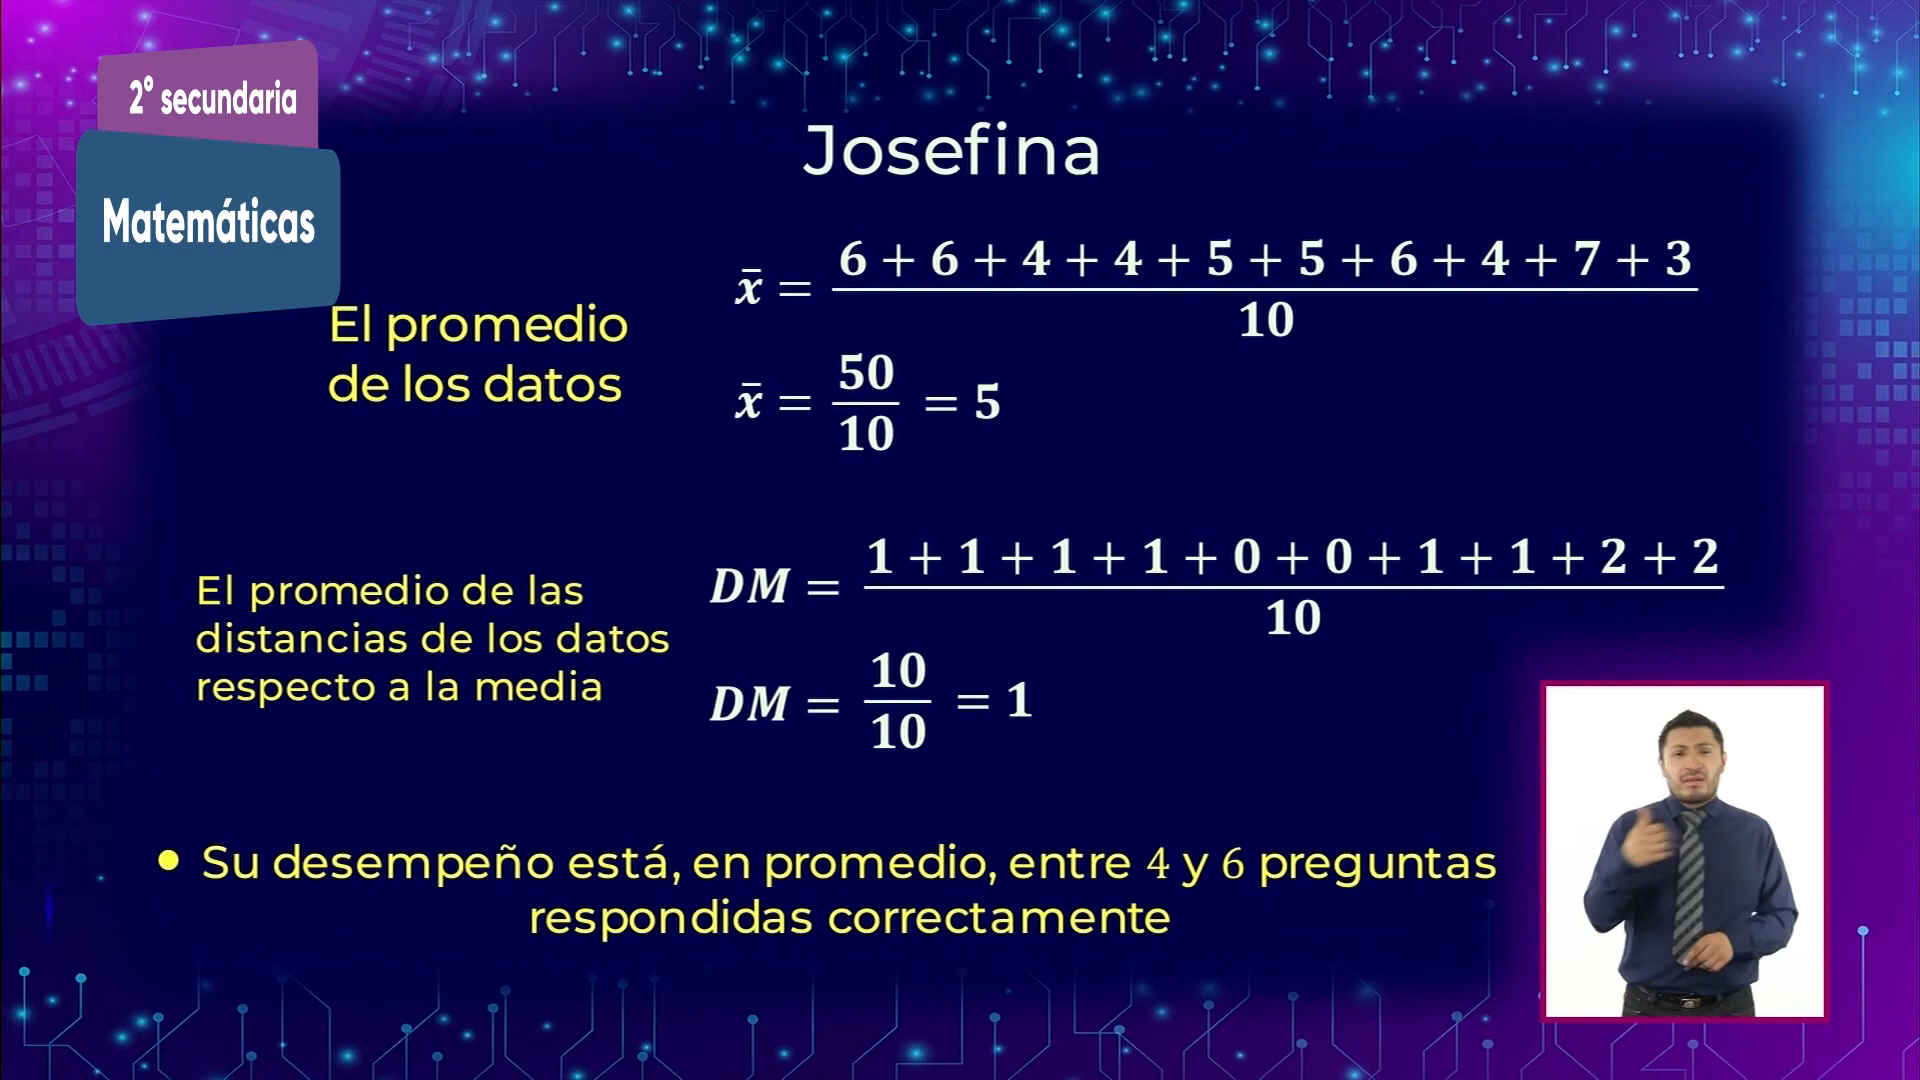 2° secundaria
Matemáticas
Josefina
El promedio
de los datos
x̄ = (6 + 6 + 4 + 4 + 5 + 5 + 6 + 4 + 7 + 3) / 10
x̄ = 50/10 = 5
El promedio de las
distancias de los datos
respecto a la media
DM = (1 + 1 + 1 + 1 + 0 + 0 + 1 + 1 + 2 + 2) / 10
DM = 10/10 = 1
• Su desempeño está, en promedio, entre 4 y 6 preguntas
respondidas correctamente